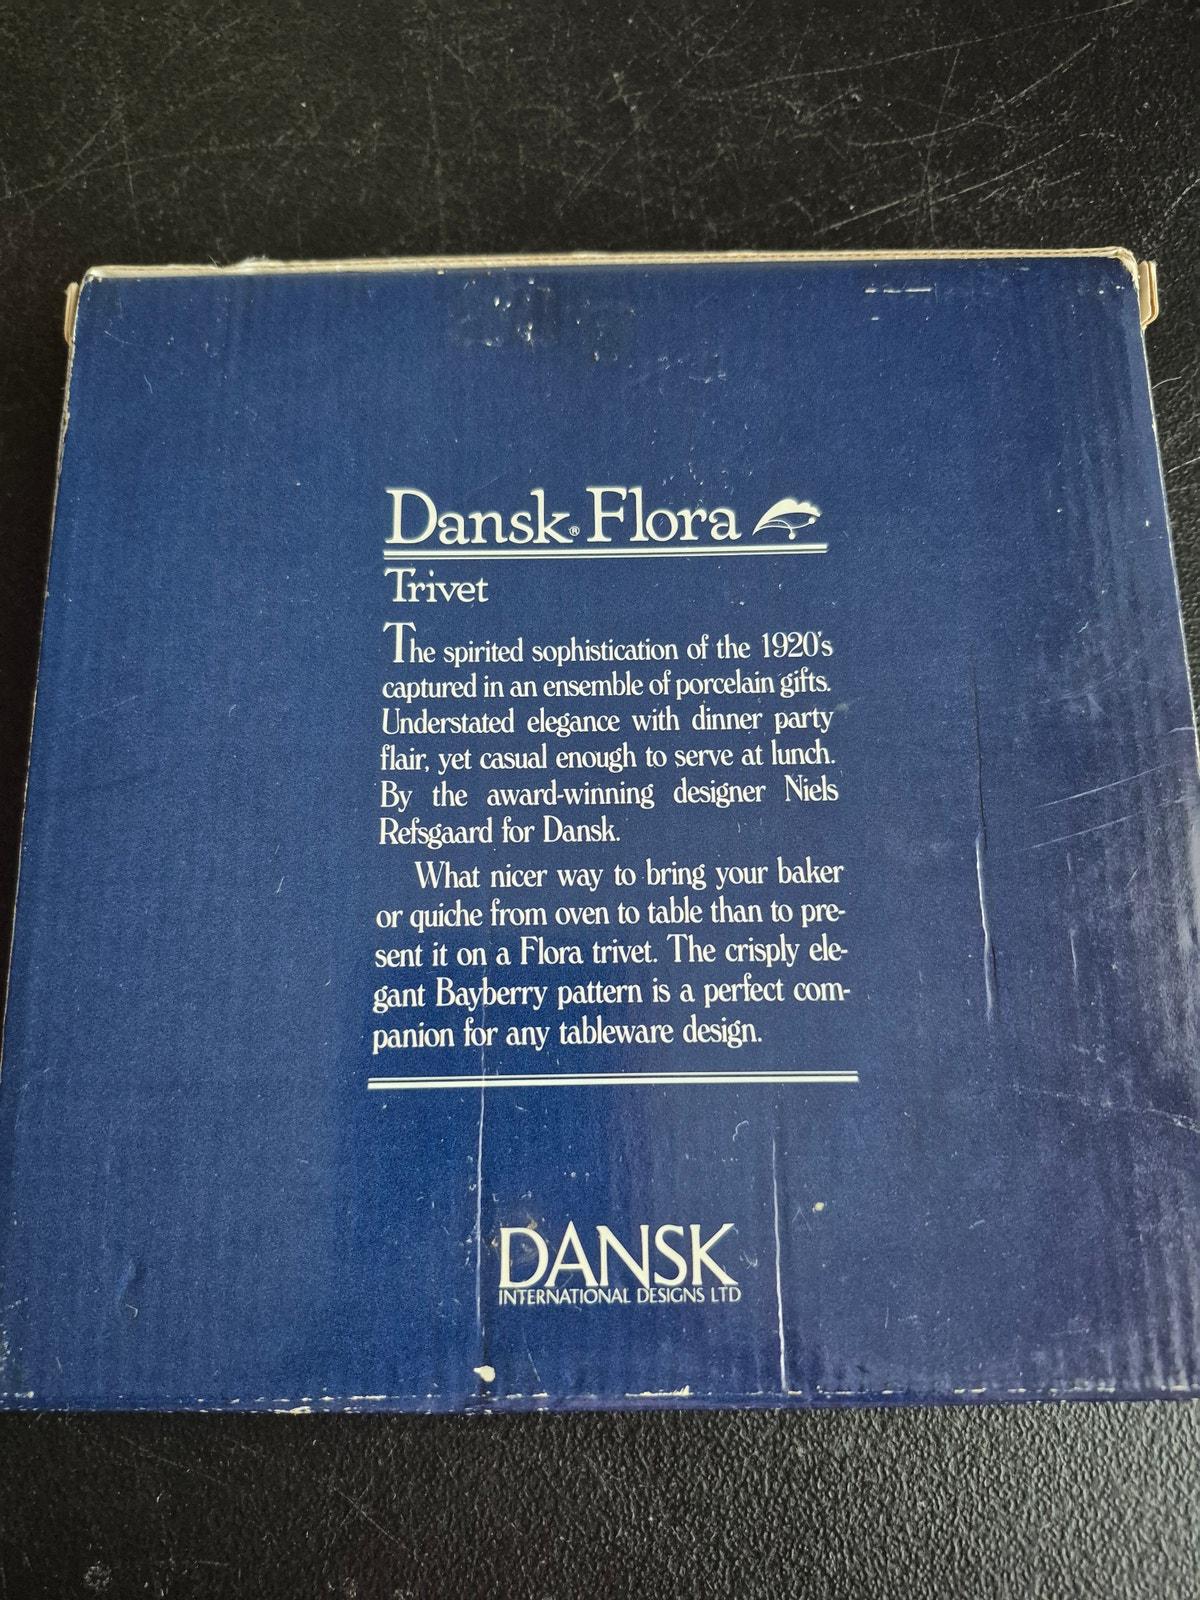 Dansk® Flora
Trivet
The spirited sophistication of the 1920's
captured in an ensemble of porcelain gifts.
Understated elegance with dinner party
flair, yet casual enough to serve at lunch.
By the award-winning designer Niels
Refsgaard for Dansk.
What nicer way to bring your baker
or quiche from oven to table than to pre-
sent it on a Flora trivet. The crisply ele-
gant Bayberry pattern is a perfect com-
panion for any tableware design.
DANSK
INTERNATIONAL DESIGNS LTD